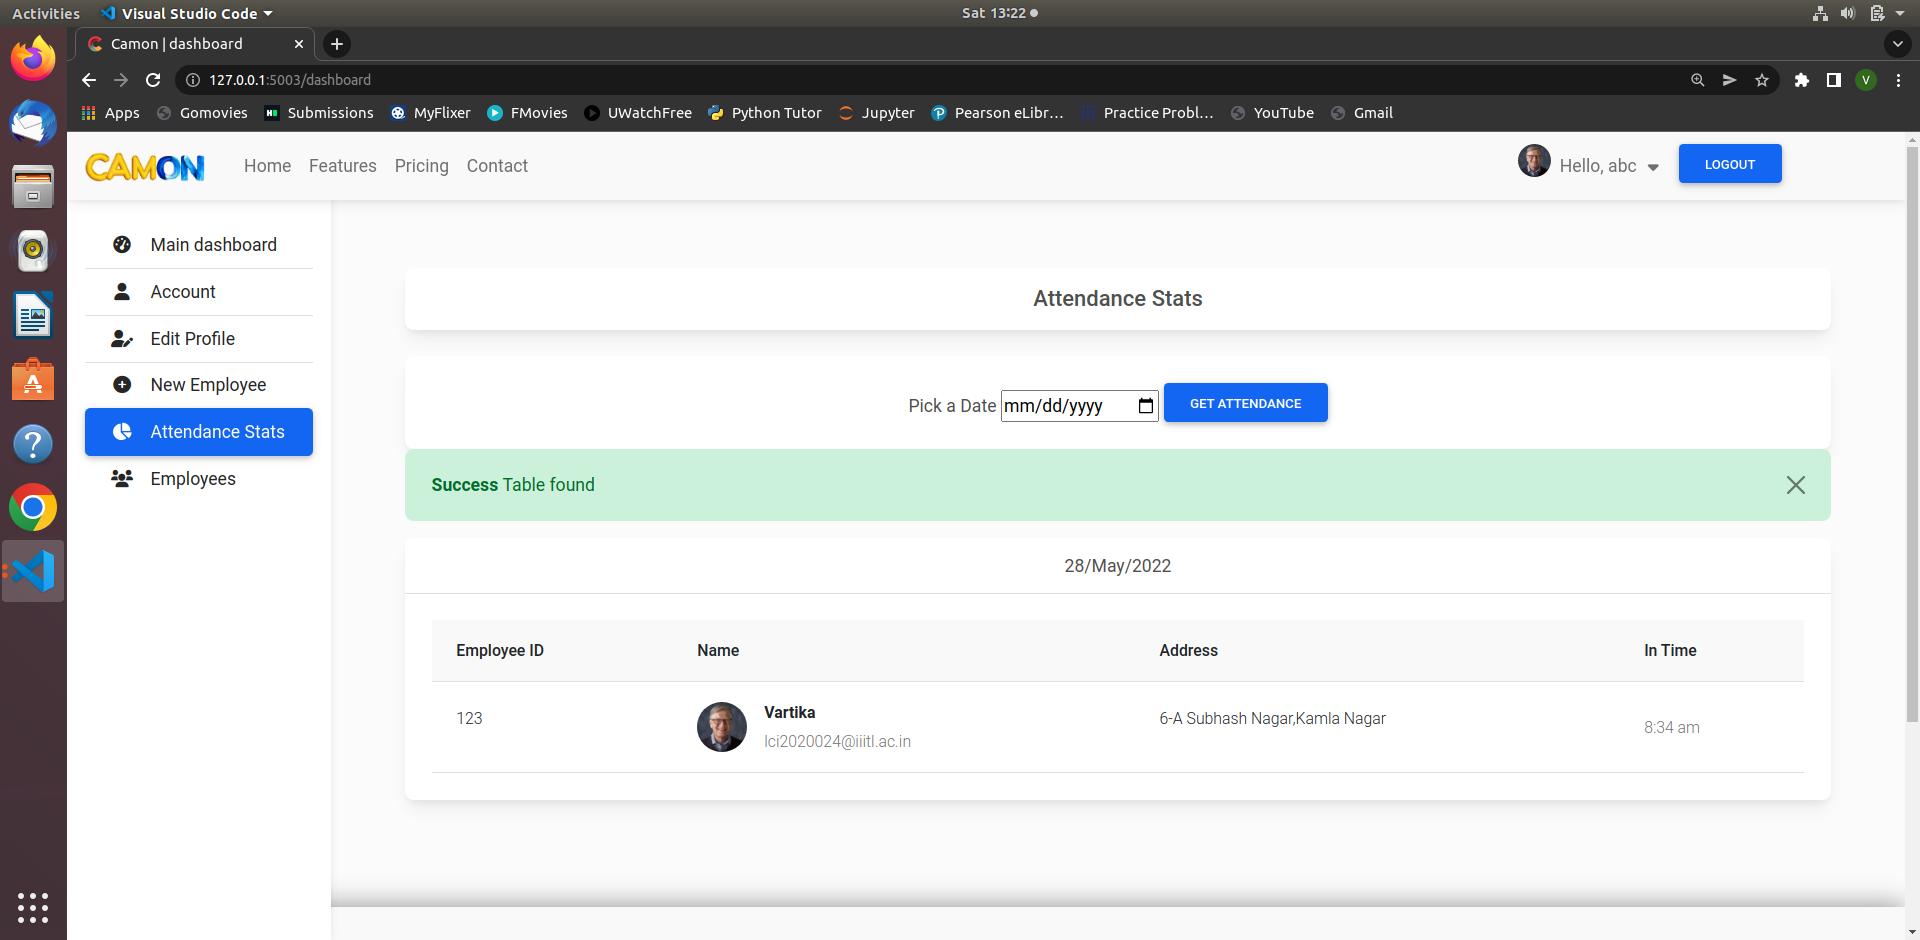 Activities Visual Studio Code Sat 13:22
Camon | dashboard
127.0.0.1:5003/dashboard V
Apps Gomovies Submissions MyFlixer FMovies UWatchFree Python Tutor Jupyter Pearson eLibr… Practice Probl… YouTube Gmail
CAMON Home Features Pricing Contact Hello, abc LOGOUT
Main dashboard
Account
Edit Profile
New Employee
Attendance Stats
Employees
Attendance Stats
Pick a Date mm/dd/yyyy GET ATTENDANCE
Success Table found
28/May/2022
Employee ID Name Address In Time
123 Vartika 6-A Subhash Nagar,Kamla Nagar 8:34 am
lci2020024@iiitl.ac.in